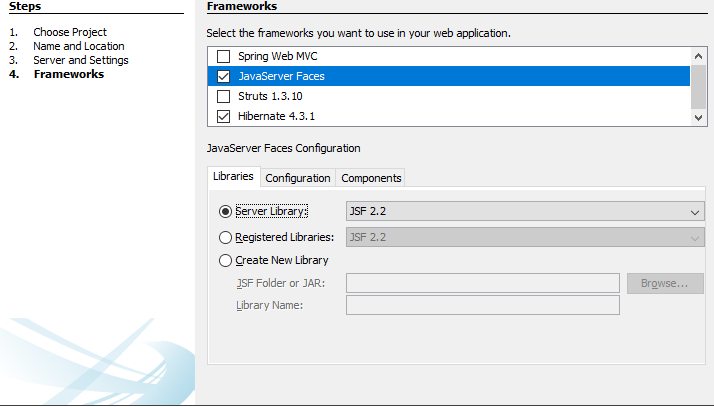 Steps
1. Choose Project
2. Name and Location
3. Server and Settings
4. Frameworks
Frameworks
Select the frameworks you want to use in your web application.
Spring Web MVC
JavaServer Faces
Struts 1.3.10
Hibernate 4.3.1
JavaServer Faces Configuration
Libraries Configuration Components
Server Library: JSF 2.2
Registered Libraries: JSF 2.2
Create New Library
JSF Folder or JAR: Browse...
Library Name: